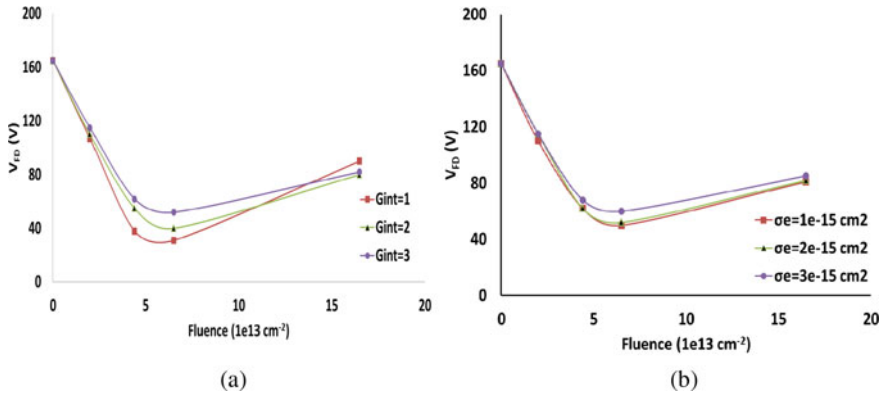 200
160
120
80
40
0
V_FD (V)
0 5 10 15 20
Fluence (1e13 cm⁻²)
Gint=1
Gint=2
Gint=3
(a)
200
160
120
80
40
0
V_FD (V)
0 5 10 15 20
Fluence (1e13 cm⁻²)
σe=1e-15 cm2
σe=2e-15 cm2
σe=3e-15 cm2
(b)